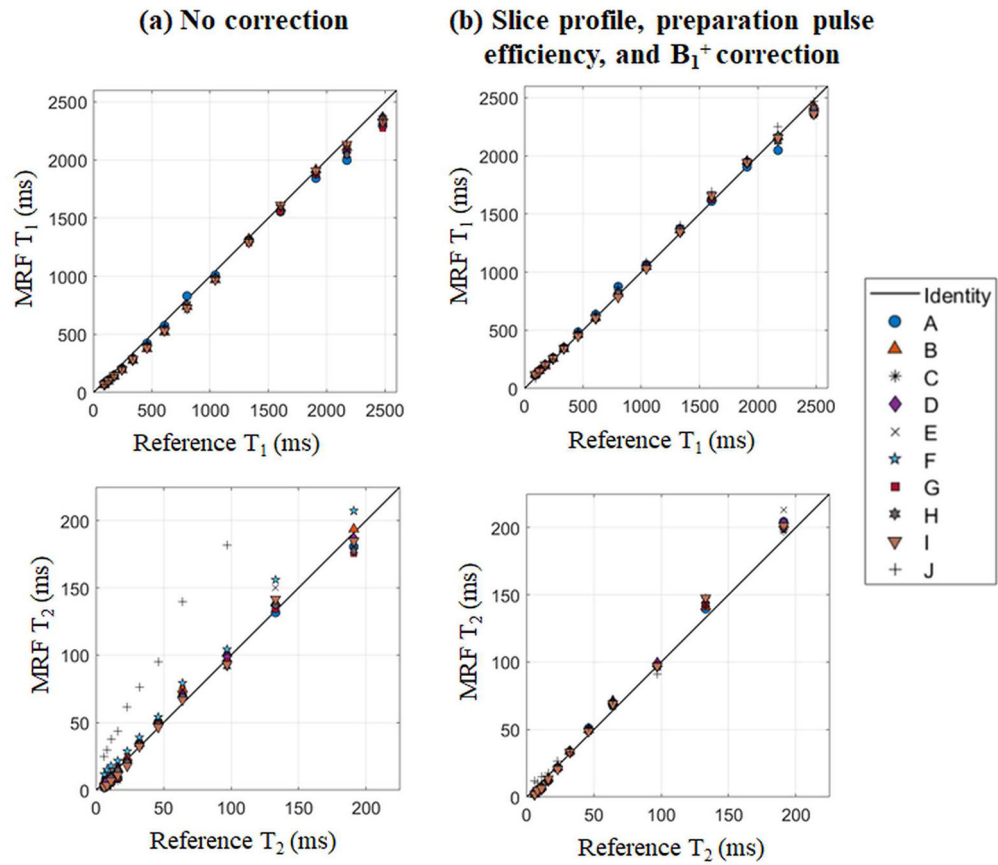 (a) No correction
(b) Slice profile, preparation pulse
efficiency, and B₁⁺ correction
2500
2000
1500
1000
500
0
MRF T₁ (ms)
0 500 1000 1500 2000 2500
Reference T₁ (ms)
2500
2000
1500
1000
500
0
MRF T₁ (ms)
0 500 1000 1500 2000 2500
Reference T₁ (ms)
Identity
A
B
C
D
E
F
G
H
I
J
200
150
100
50
0
MRF T₂ (ms)
0 50 100 150 200
Reference T₂ (ms)
200
150
100
50
0
MRF T₂ (ms)
0 50 100 150 200
Reference T₂ (ms)